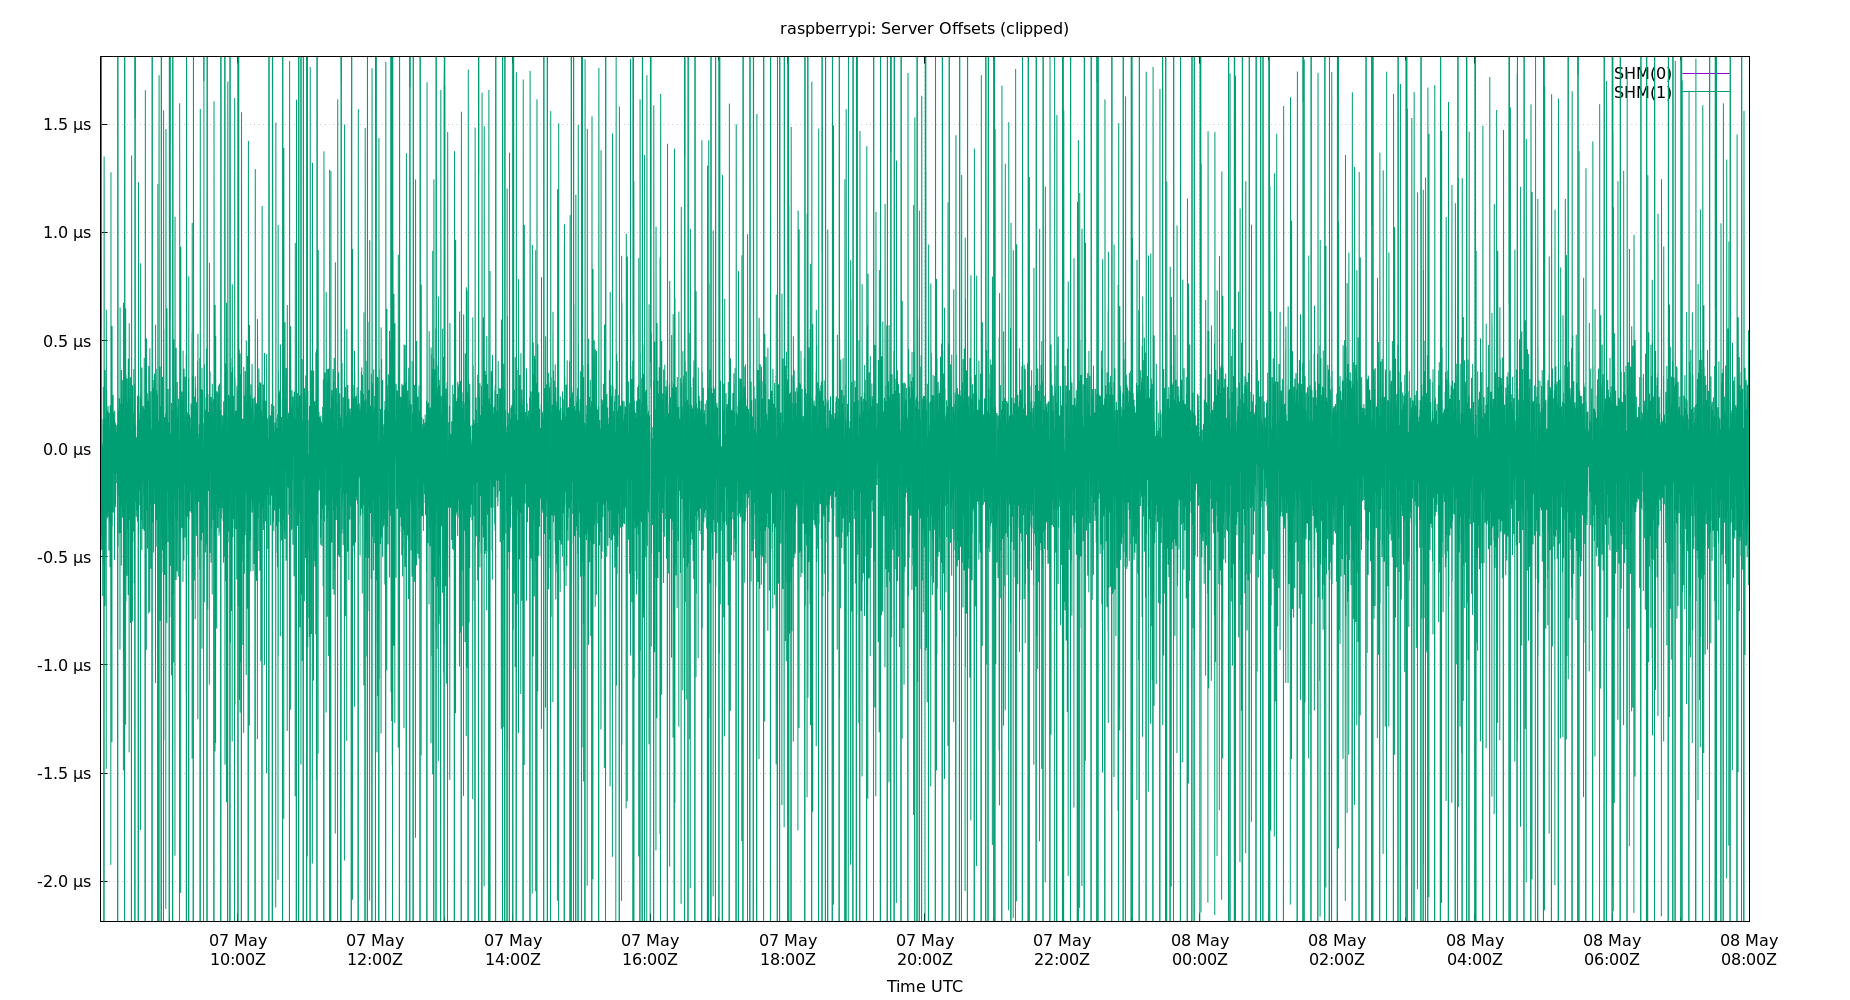 raspberrypi: Server Offsets (clipped)
SHM(0)
SHM(1)
1.5 µs
1.0 µs
0.5 µs
0.0 µs
-0.5 µs
-1.0 µs
-1.5 µs
-2.0 µs
07 May 07 May 07 May 07 May 07 May 07 May 07 May 08 May 08 May 08 May 08 May 08 May
10:00Z 12:00Z 14:00Z 16:00Z 18:00Z 20:00Z 22:00Z 00:00Z 02:00Z 04:00Z 06:00Z 08:00Z
Time UTC